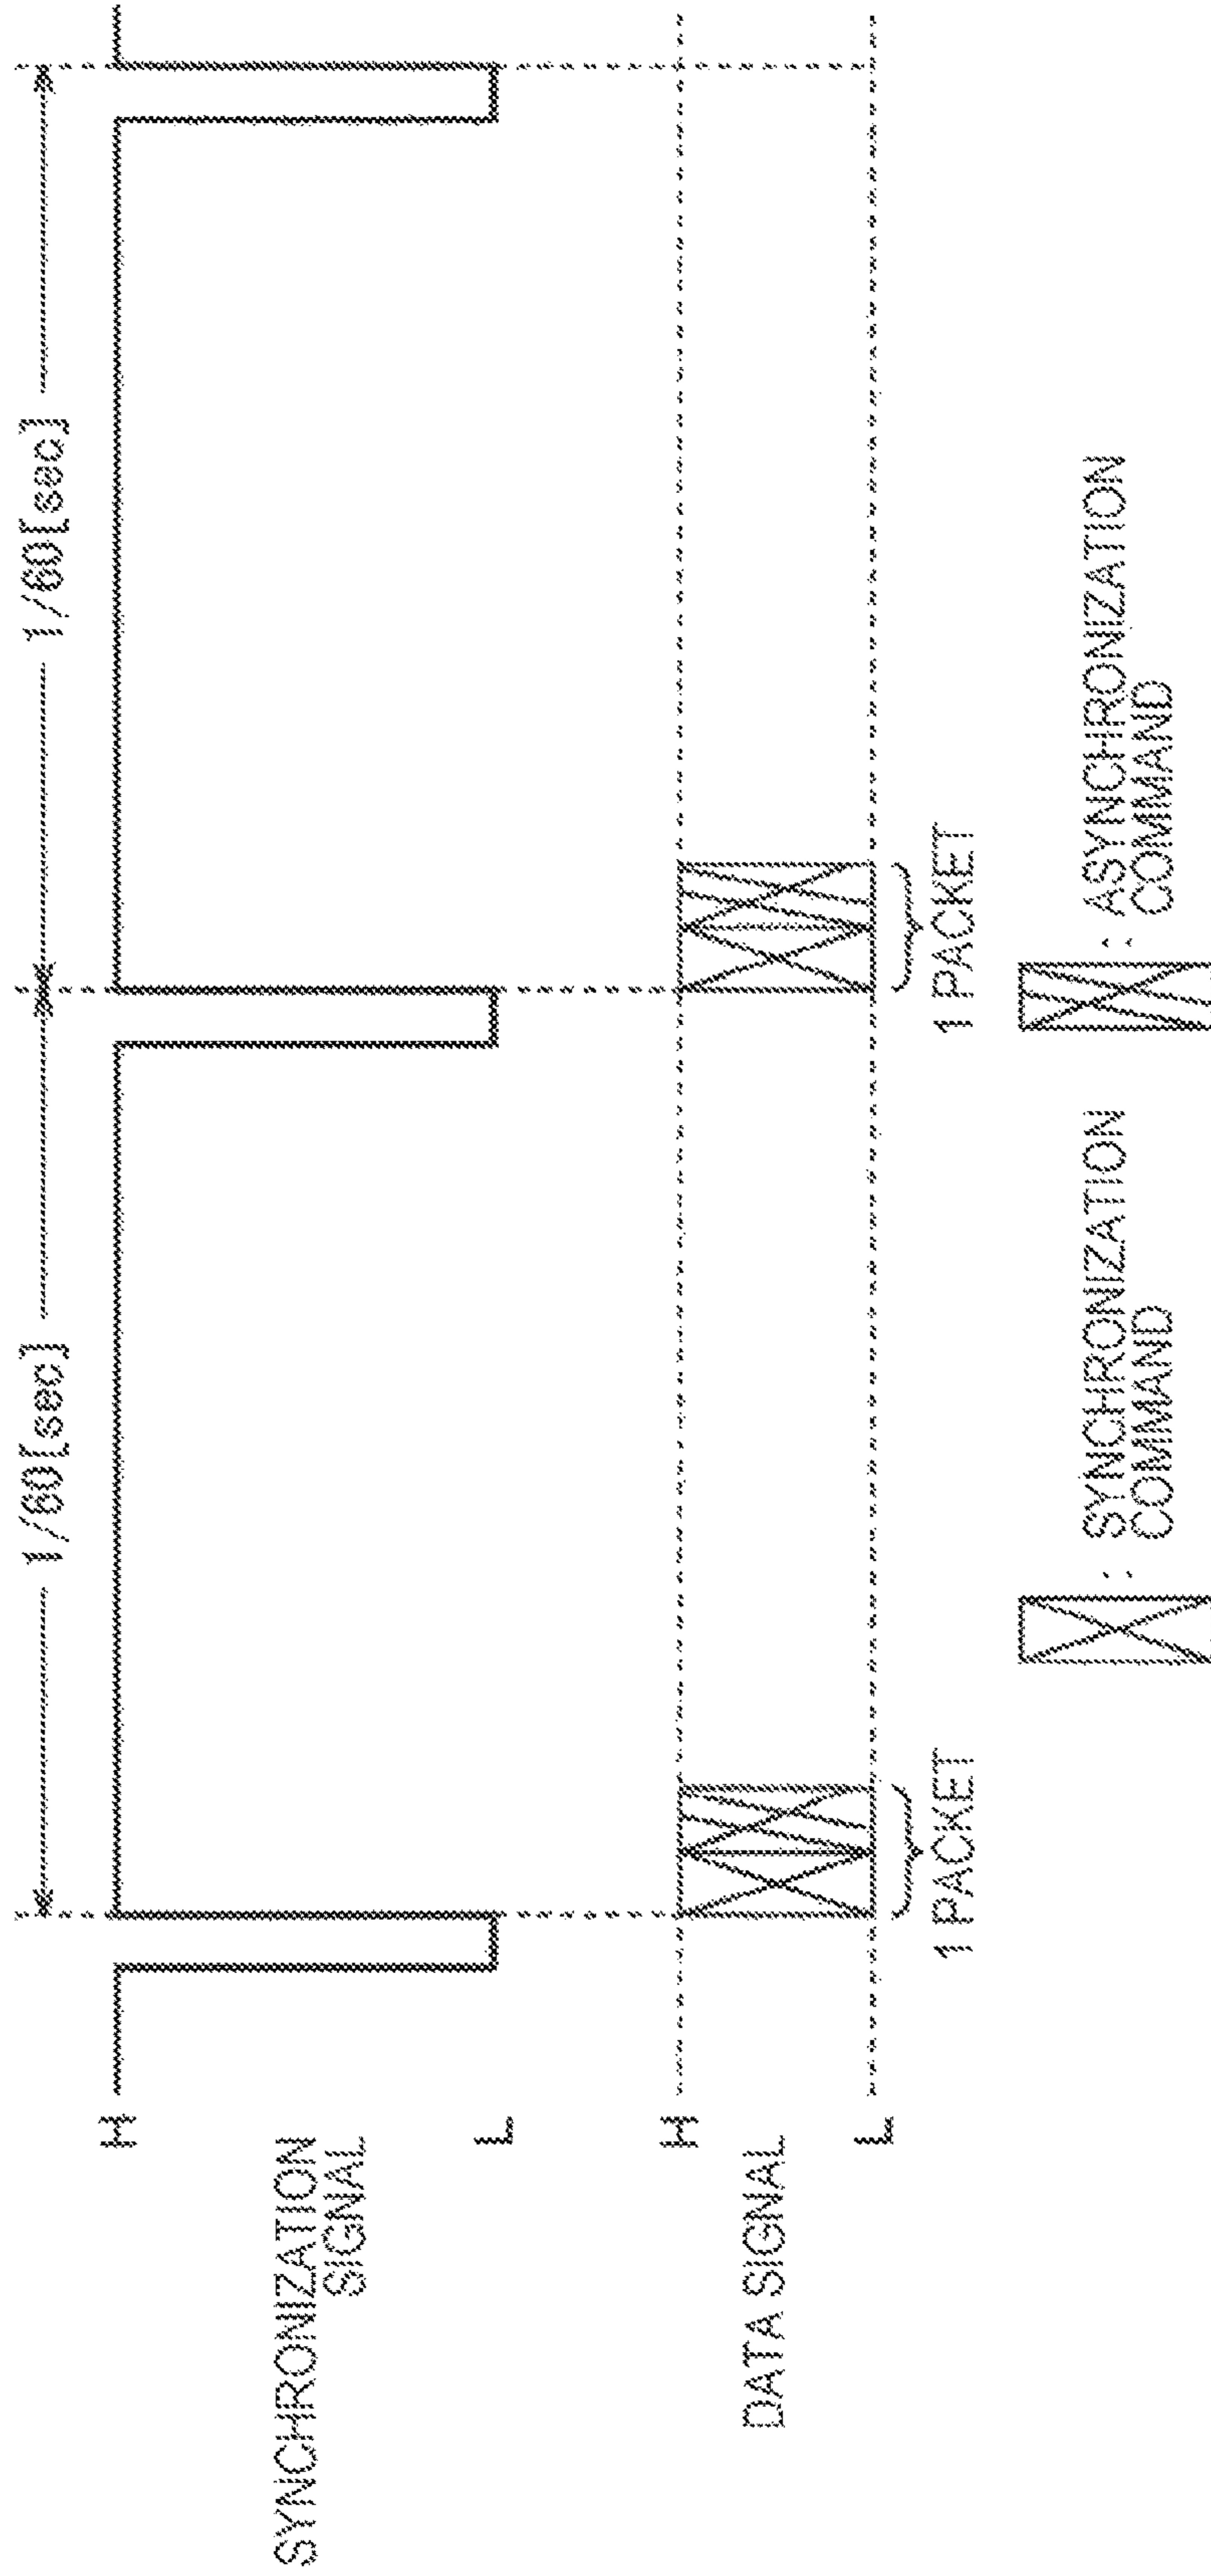 1/60[sec]
1/60[sec]
H
SYNCHRONIZATION
SIGNAL
L
H
DATA SIGNAL
L
1 PACKET
1 PACKET
: SYNCHRONIZATION
COMMAND
: ASYNCHRONIZATION
COMMAND